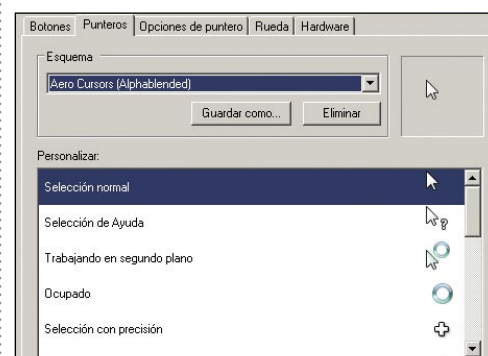 Botones Punteros Opciones de puntero Rueda Hardware
Esquema
Aero Cursors (Alphablended)
Guardar como... Eliminar
Personalizar:
Selección normal
Selección de Ayuda
Trabajando en segundo plano
Ocupado
Selección con precisión